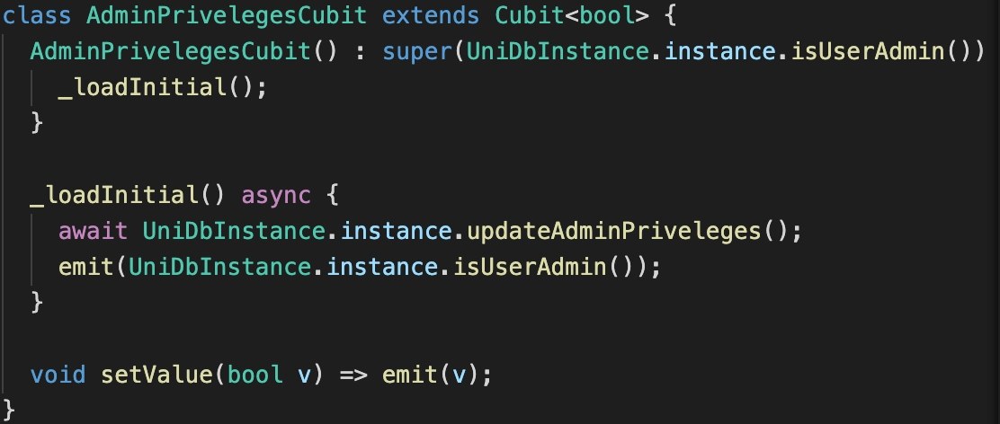 class AdminPrivelegesCubit extends Cubit<bool> {
  AdminPrivelegesCubit() : super(UniDbInstance.instance.isUserAdmin())
    _loadInitial();
  }

  _loadInitial() async {
    await UniDbInstance.instance.updateAdminPriveleges();
    emit(UniDbInstance.instance.isUserAdmin());
  }

  void setValue(bool v) => emit(v);
}